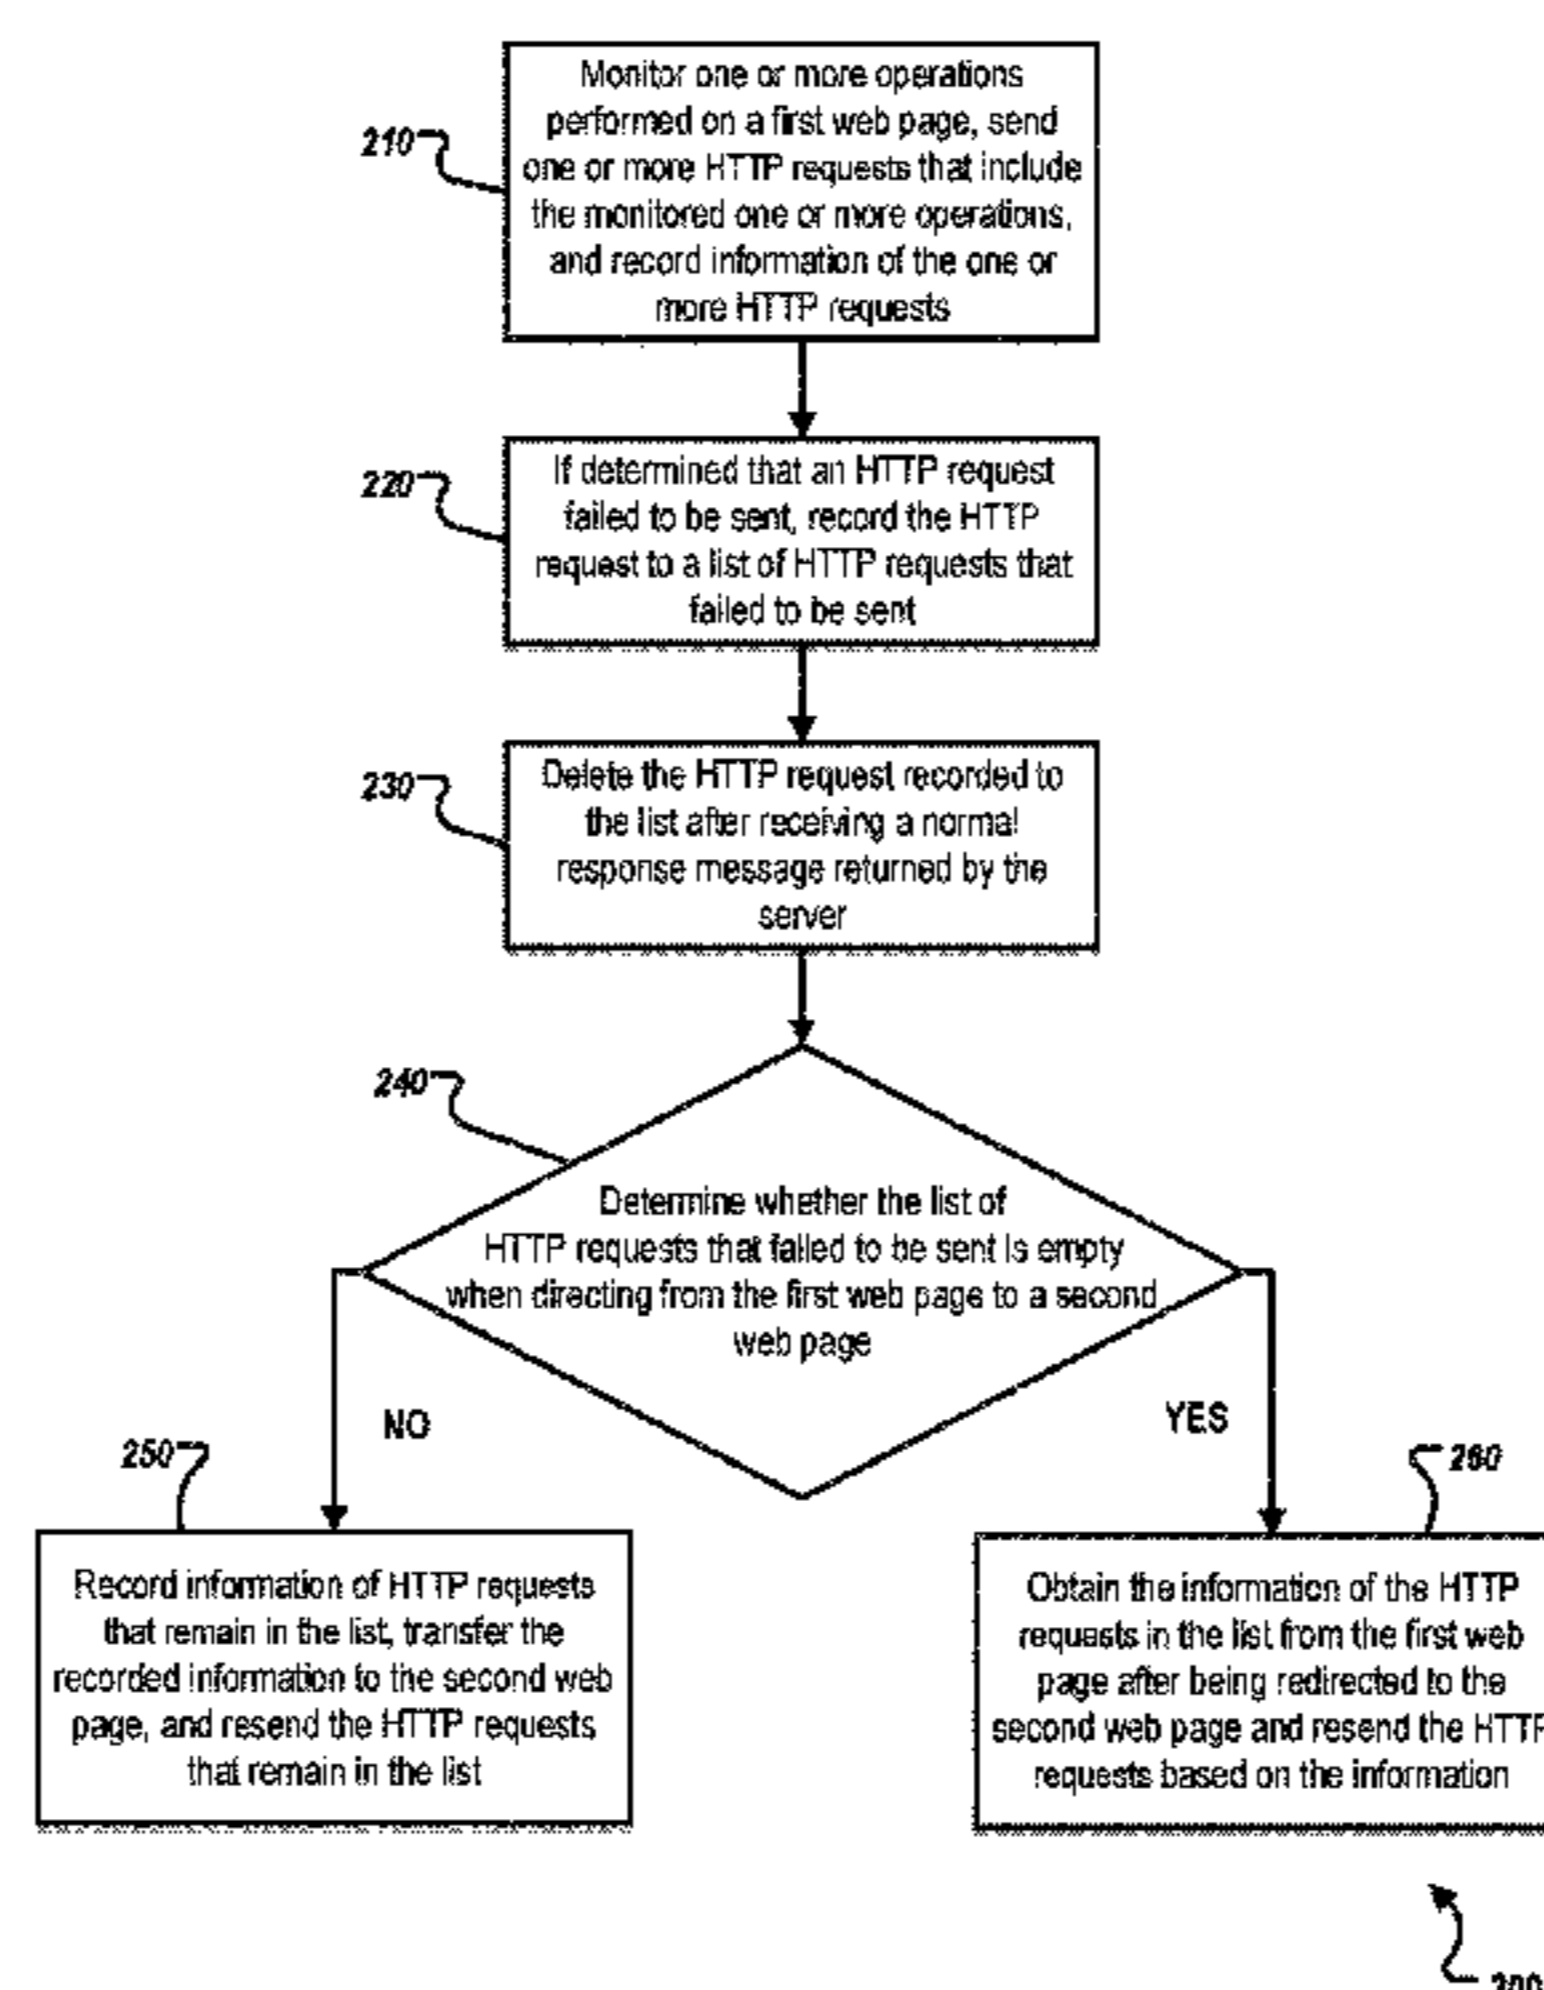 210
Monitor one or more operations
performed on a first web page, send
one or more HTTP requests that include
the monitored one or more operations,
and record information of the one or
more HTTP requests
220
If determined that an HTTP request
failed to be sent, record the HTTP
request to a list of HTTP requests that
failed to be sent
230
Delete the HTTP request recorded to
the list after receiving a normal
response message returned by the
server
240
Determine whether the list of
HTTP requests that failed to be sent is empty
when directing from the first web page to a second
web page
NO
YES
250
260
Record information of HTTP requests
that remain in the list, transfer the
recorded information to the second web
page, and resend the HTTP requests
that remain in the list
Obtain the information of the HTTP
requests in the list from the first web
page after being redirected to the
second web page and resend the HTTP
requests based on the information